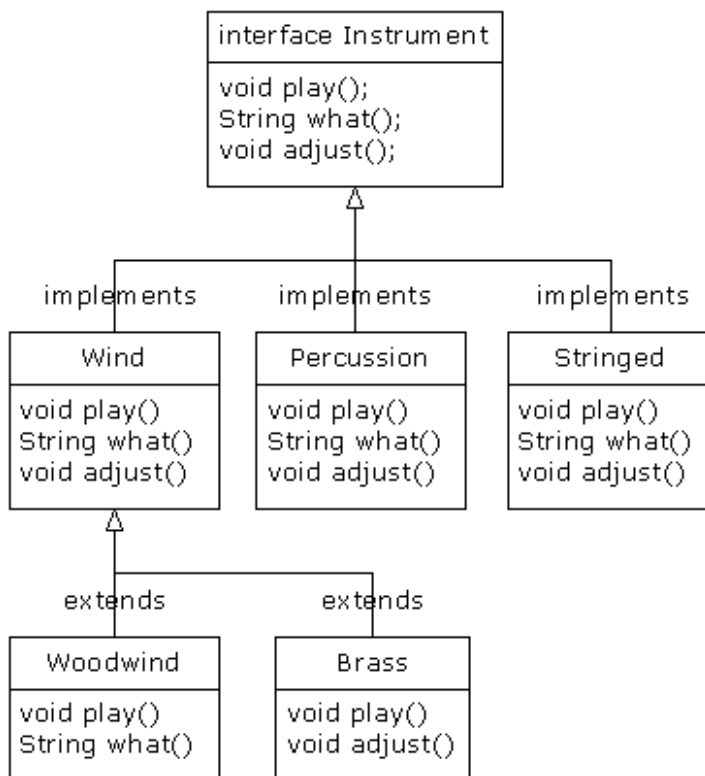 interface Instrument
void play();
String what();
void adjust();
implements
implements
implements
Wind
void play()
String what()
void adjust()
Percussion
void play()
String what()
void adjust()
Stringed
void play()
String what()
void adjust()
extends
extends
Woodwind
void play()
String what()
Brass
void play()
void adjust()